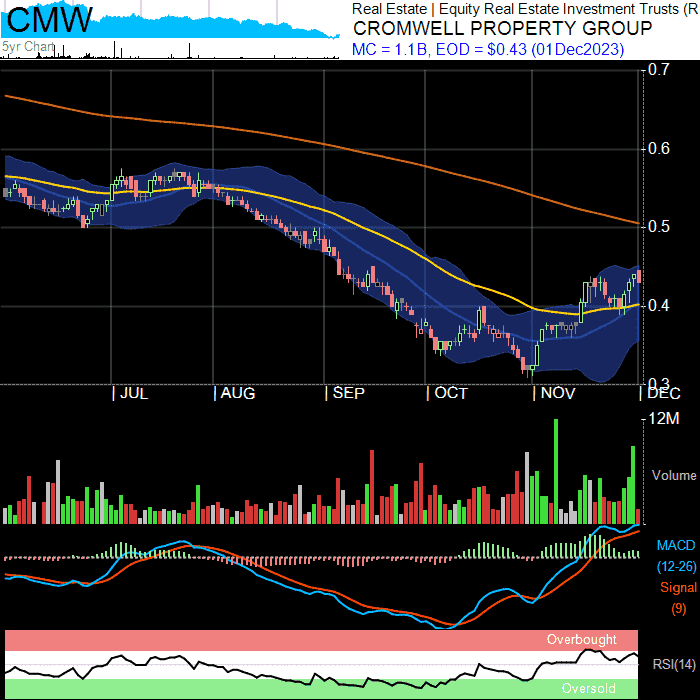 CMW
5yr Chart
Real Estate | Equity Real Estate Investment Trusts (R
CROMWELL PROPERTY GROUP
MC = 1.1B, EOD = $0.43 (01Dec2023)
0.7
0.6
0.5
0.4
0.3
| JUL | AUG | SEP | OCT | NOV | DEC
12M
Volume
MACD
(12-26)
Signal
(9)
Overbought
RSI(14)
Oversold